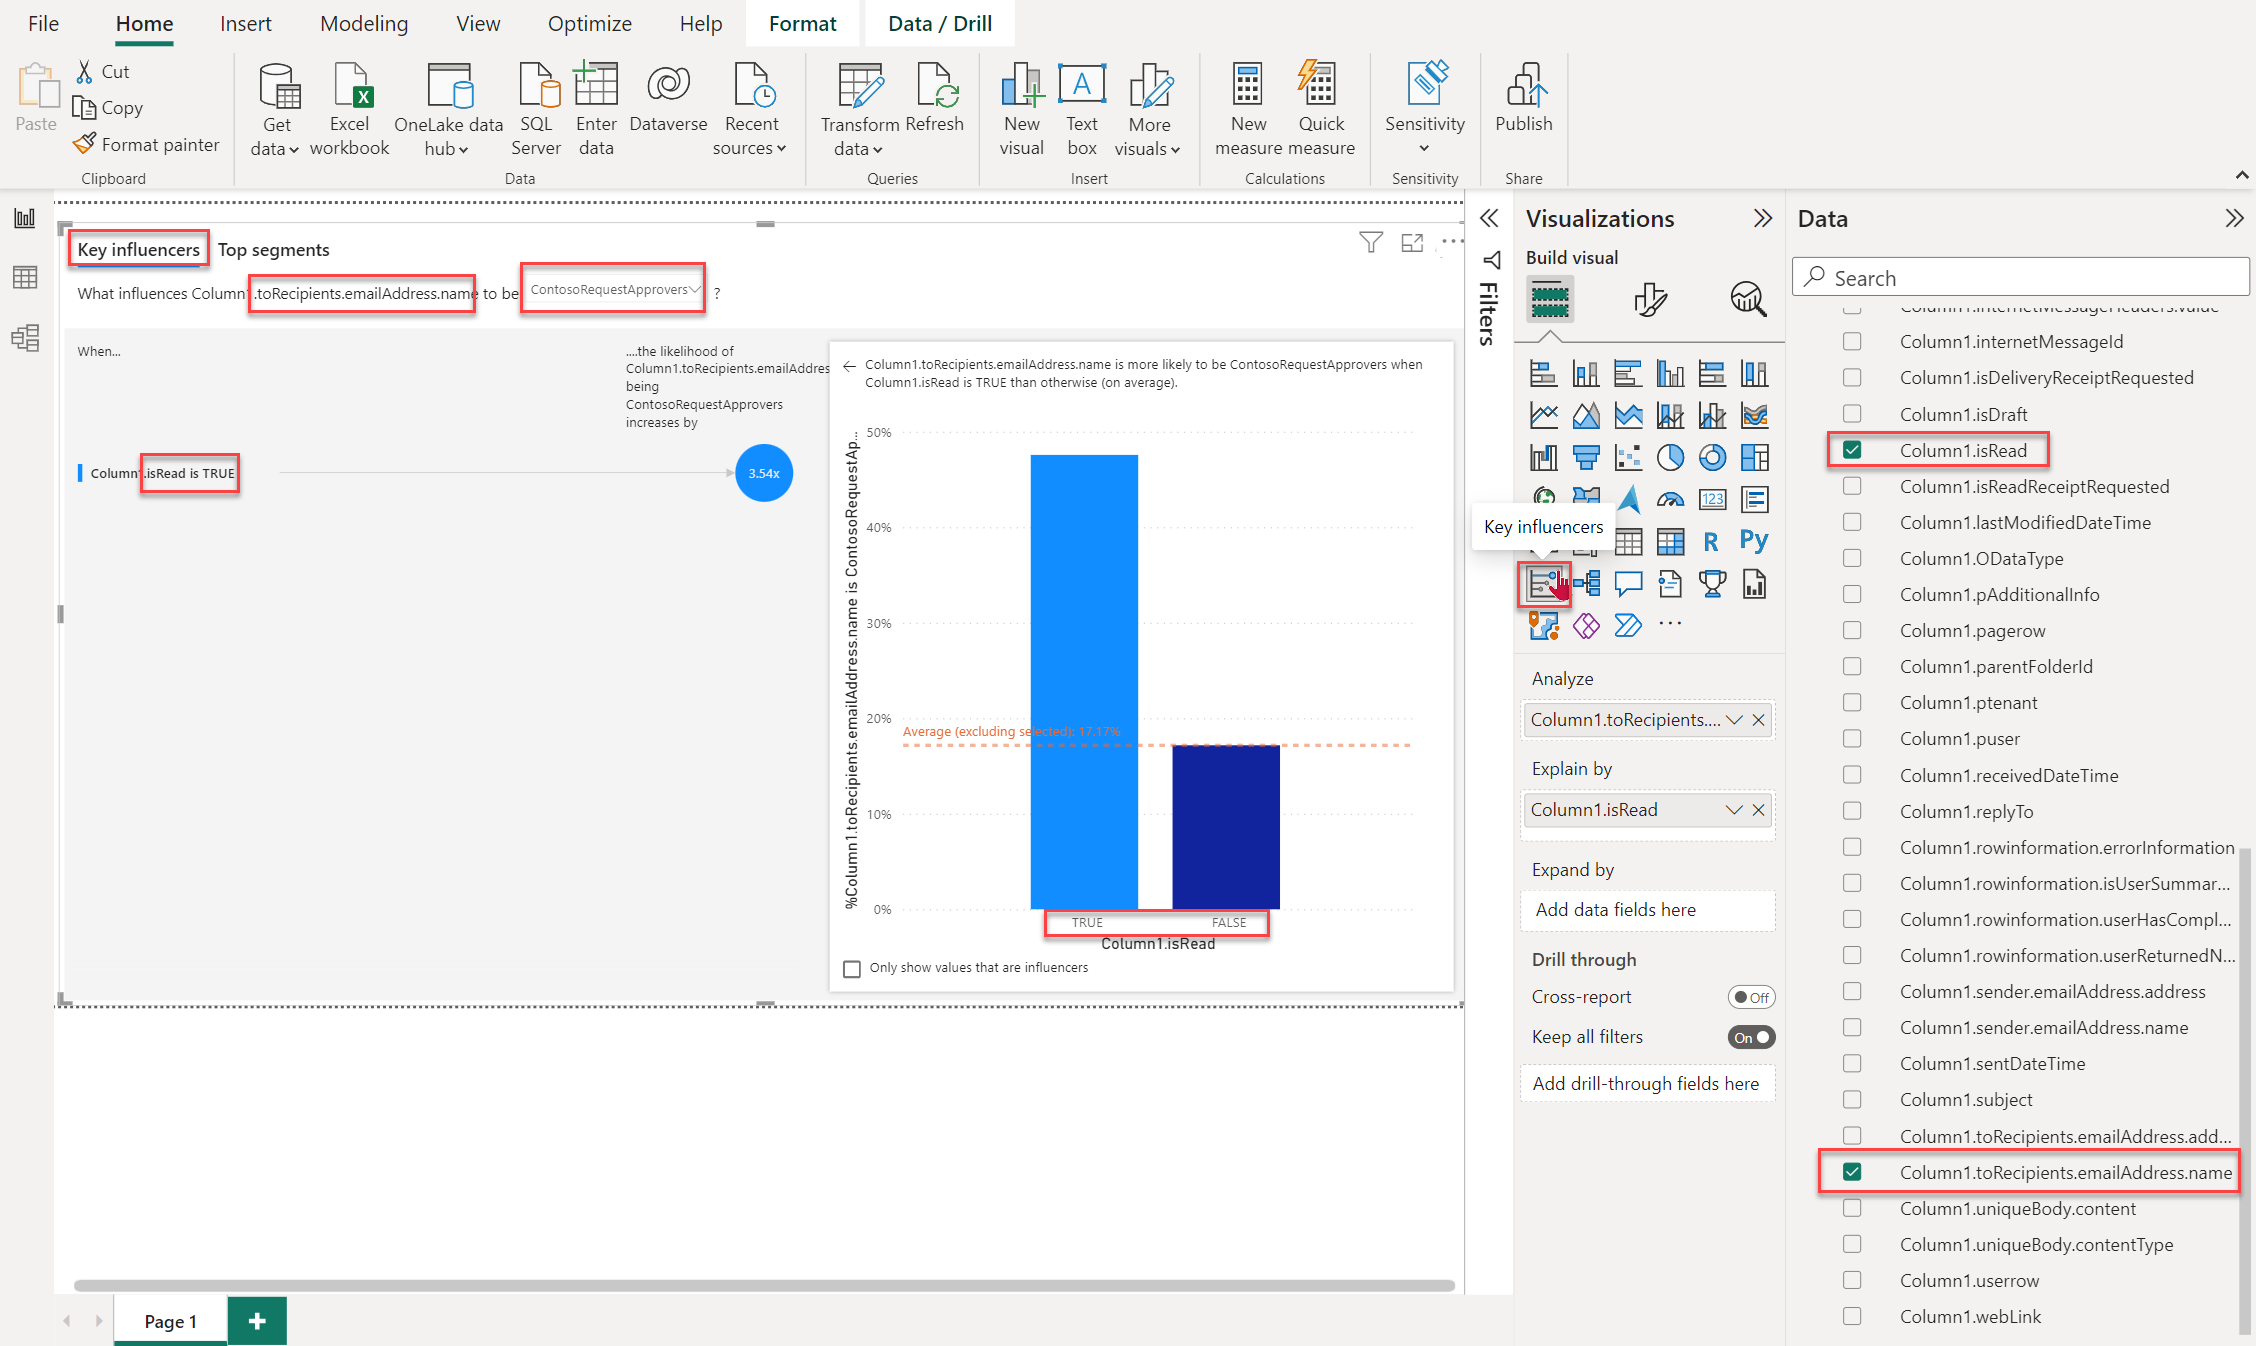 File
Home
Insert
Modeling
View
Optimize
Help
Format
Data / Drill
Paste
Cut
Copy
Format painter
Clipboard
Get
data
Excel
workbook
OneLake data
hub
SQL
Server
Enter
data
Dataverse
Recent
sources
Data
Transform
data
Refresh
Queries
New
visual
Text
box
More
visuals
Insert
New
measure
Quick
measure
Calculations
Sensitivity
Sensitivity
Publish
Share
Key influencers
Top segments
What influences Column1.toRecipients.emailAddress.name to be ContosoRequestApprovers ?
When...
....the likelihood of
Column1.toRecipients.emailAddres
being
ContosoRequestApprovers
increases by
Column1.isRead is TRUE
3.54x
Column1.toRecipients.emailAddress.name is more likely to be ContosoRequestApprovers when
Column1.isRead is TRUE than otherwise (on average).
%Column1.toRecipients.emailAddress.name is ContosoRequestAp...
50%
40%
30%
20%
10%
0%
Average (excluding selected): 17.17%
TRUE
FALSE
Column1.isRead
Only show values that are influencers
Page 1
Filters
Visualizations
Build visual
123
Key influencers
R
Py
Analyze
Column1.toRecipients....
Explain by
Column1.isRead
Expand by
Add data fields here
Drill through
Cross-report
Off
Keep all filters
On
Add drill-through fields here
Data
Search
Column1.internetMessageHeaders.value
Column1.internetMessageId
Column1.isDeliveryReceiptRequested
Column1.isDraft
Column1.isRead
Column1.isReadReceiptRequested
Column1.lastModifiedDateTime
Column1.ODataType
Column1.pAdditionalInfo
Column1.pagerow
Column1.parentFolderId
Column1.ptenant
Column1.puser
Column1.receivedDateTime
Column1.replyTo
Column1.rowinformation.errorInformation
Column1.rowinformation.isUserSummar...
Column1.rowinformation.userHasCompl...
Column1.rowinformation.userReturnedN...
Column1.sender.emailAddress.address
Column1.sender.emailAddress.name
Column1.sentDateTime
Column1.subject
Column1.toRecipients.emailAddress.add...
Column1.toRecipients.emailAddress.name
Column1.uniqueBody.content
Column1.uniqueBody.contentType
Column1.userrow
Column1.webLink